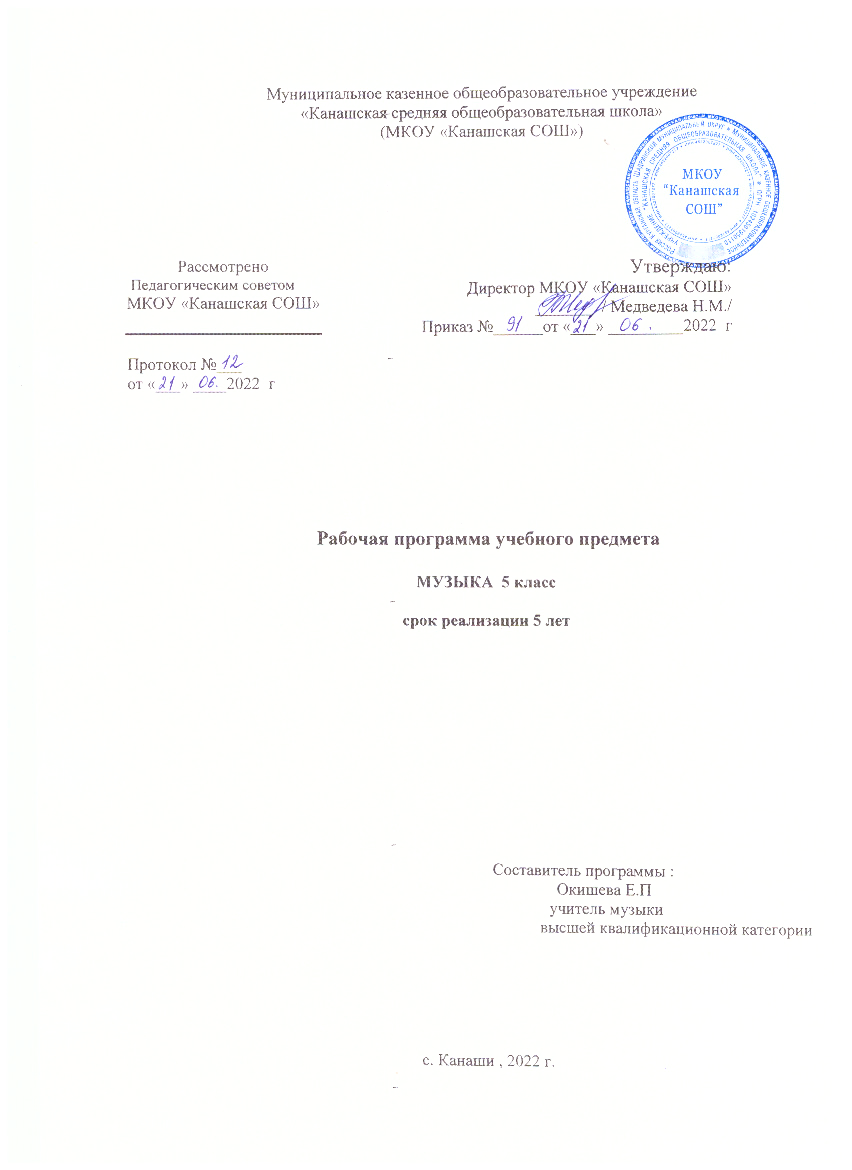 Муниципальное казенное общеобразовательное учреждение
«Канашская средняя общеобразовательная школа»
(МКОУ «Канашская СОШ»)
МКОУ
“Канашская
СОШ”
Рассмотрено
Педагогическим советом
МКОУ «Канашская СОШ»
Протокол № 12
от «21» 06. 2022 г
Утверждаю:
Директор МКОУ «Канашская СОШ»
/ Медведева Н.М./
Приказ № 91 от «21» 06. 2022 г
Рабочая программа учебного предмета
МУЗЫКА 5 класс
срок реализации 5 лет
Составитель программы :
Окишева Е.П
учитель музыки
высшей квалификационной категории
с. Канаши , 2022 г.